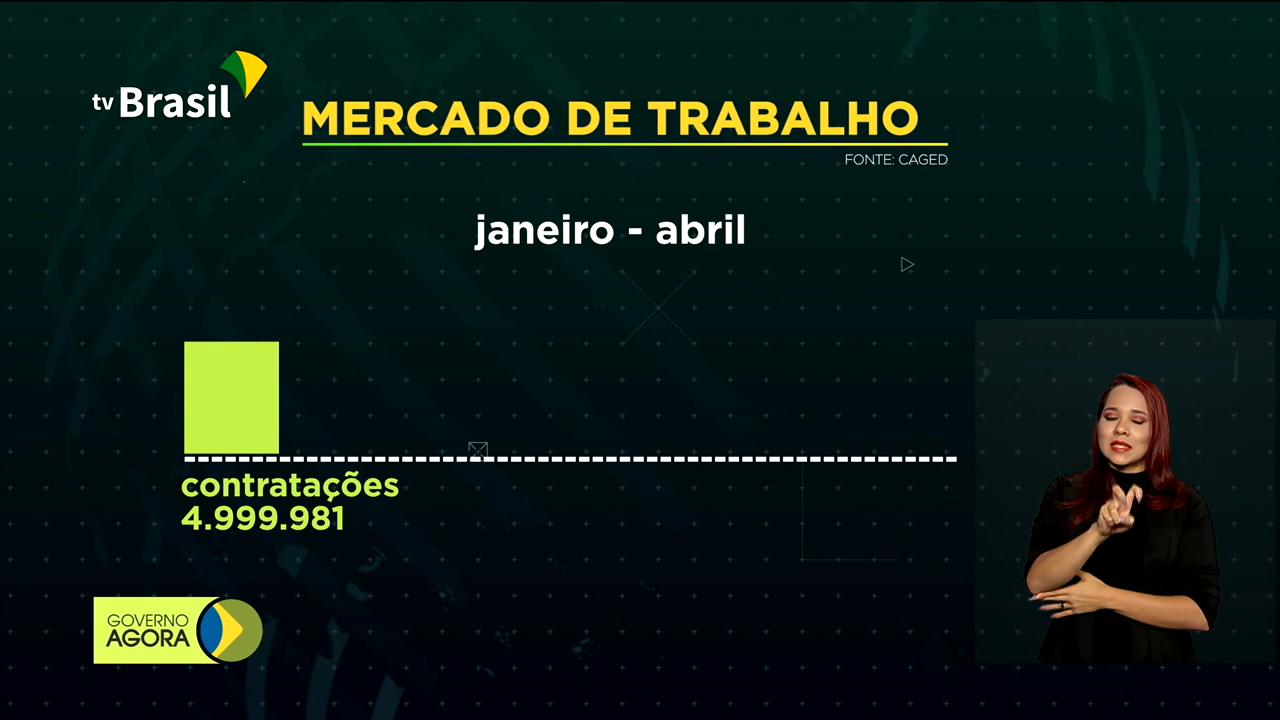 tv Brasil
MERCADO DE TRABALHO
FONTE: CAGED
janeiro - abril
contratações
4.999.981
GOVERNO
AGORA